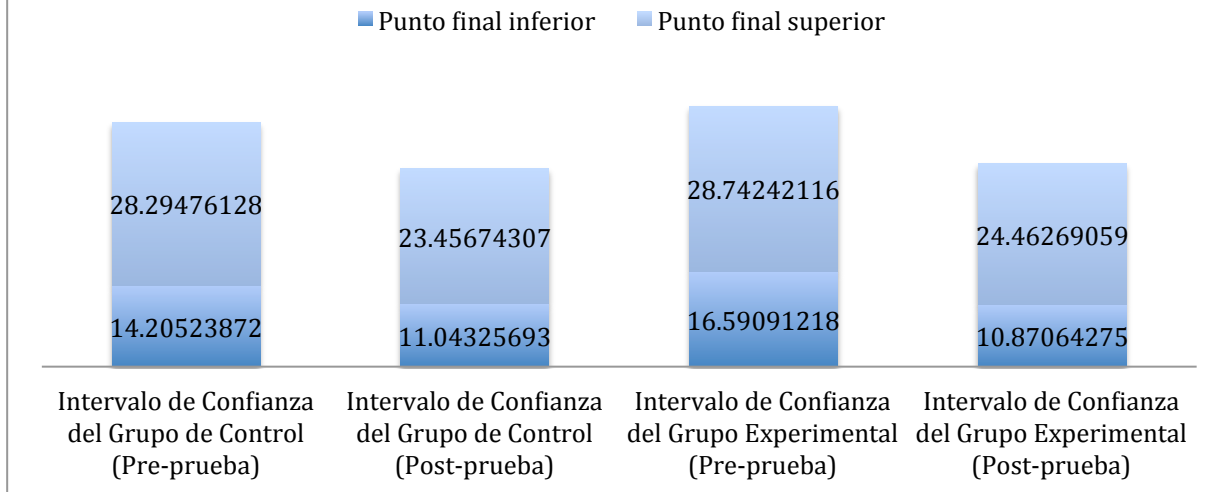 Punto final inferior Punto final superior
28.29476128 23.45674307 28.74242116 24.46269059
14.20523872 11.04325693 16.59091218 10.87064275
Intervalo de Confianza
del Grupo de Control
(Pre-prueba)
Intervalo de Confianza
del Grupo de Control
(Post-prueba)
Intervalo de Confianza
del Grupo Experimental
(Pre-prueba)
Intervalo de Confianza
del Grupo Experimental
(Post-prueba)